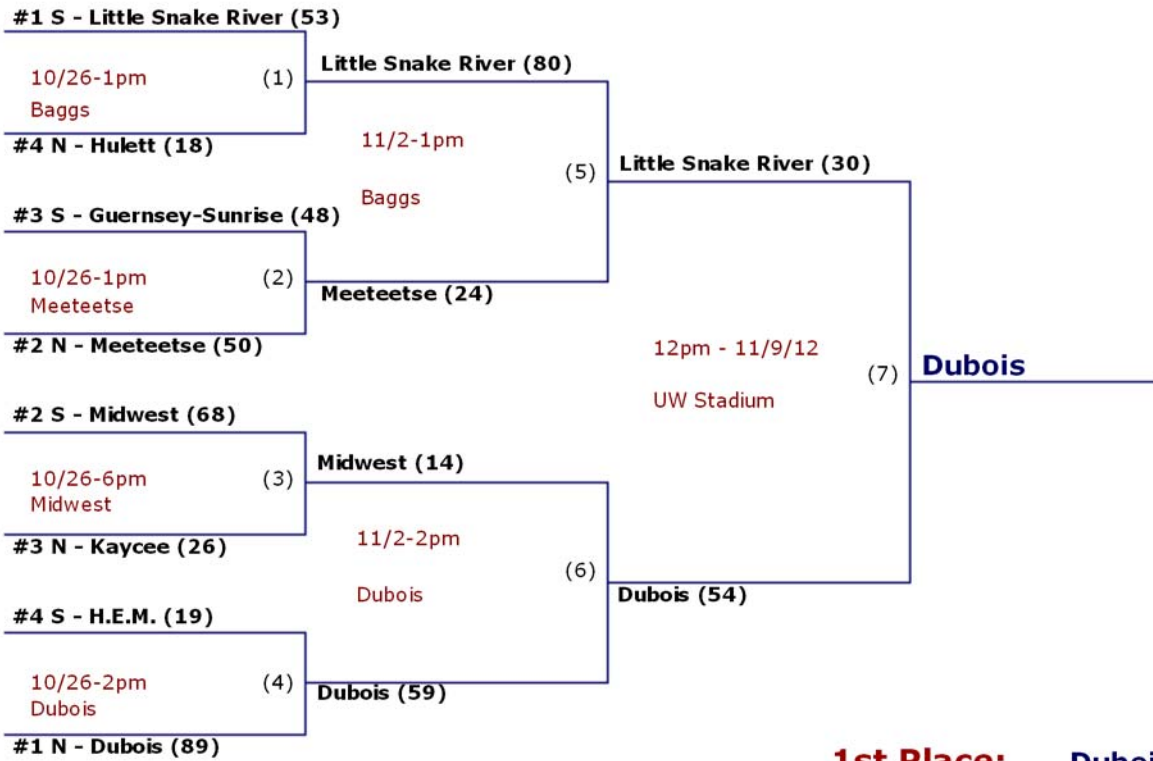 #1 S - Little Snake River (53)
10/26-1pm
(1)
Baggs
#4 N - Hulett (18)
Little Snake River (80)
11/2-1pm
(5)
Baggs
#3 S - Guernsey-Sunrise (48)
10/26-1pm
(2)
Meeteetse
#2 N - Meeteetse (50)
Meeteetse (24)
Little Snake River (30)
12pm - 11/9/12
(7)
UW Stadium
Dubois
#2 S - Midwest (68)
10/26-6pm
(3)
Midwest
#3 N - Kaycee (26)
Midwest (14)
11/2-2pm
(6)
Dubois
Dubois (54)
#4 S - H.E.M. (19)
10/26-2pm
(4)
Dubois
#1 N - Dubois (89)
Dubois (59)
1st Place: